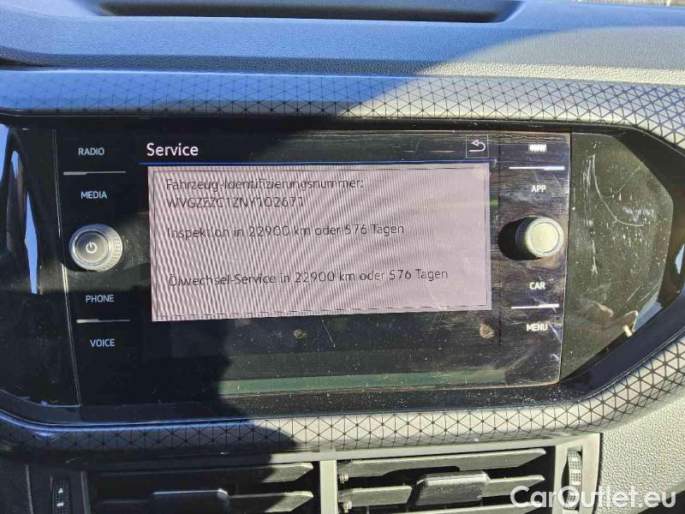 RADIO
Service
MEDIA
APP
Fahrzeug-Identifizierungsnummer:
WVGZZZC1ZNY102671
Inspektion in 22900 km oder 576 Tagen
Ölwechsel-Service in 22900 km oder 576 Tagen
PHONE
CAR
VOICE
MENU
CarOutlet.eu